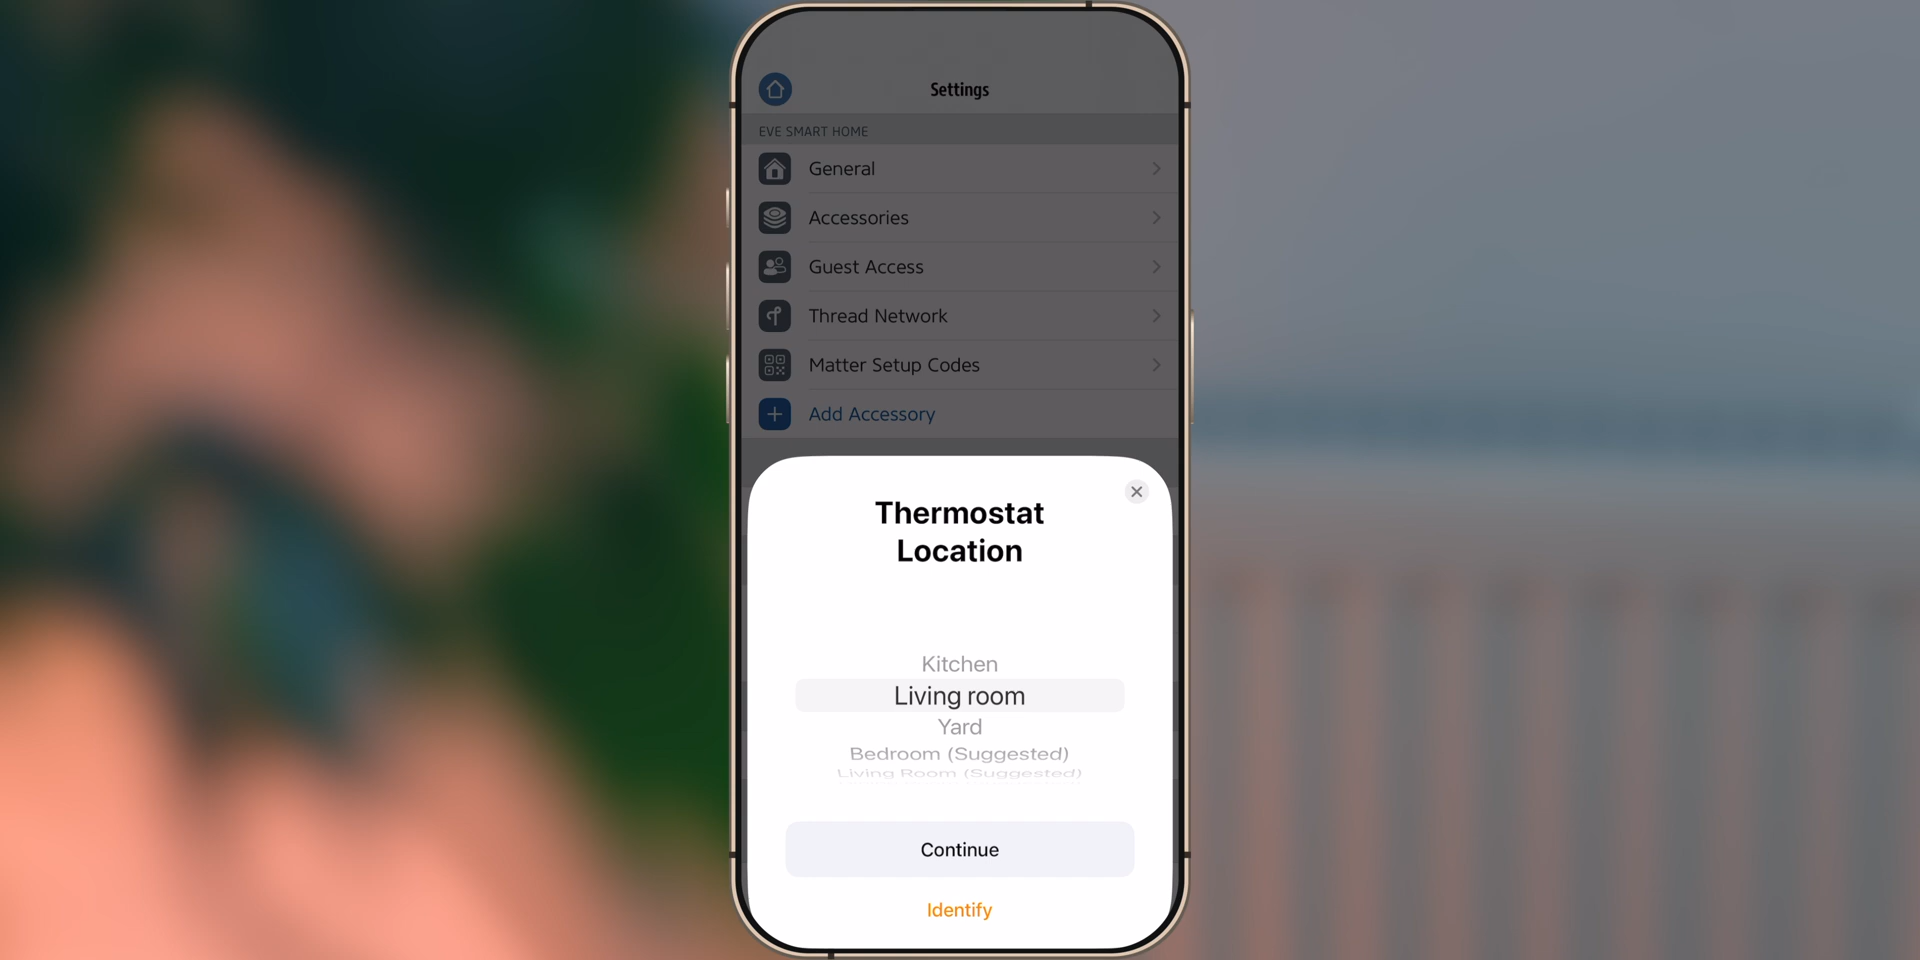 Settings
EVE SMART HOME
General
Accessories
Guest Access
Thread Network
Matter Setup Codes
Add Accessory
Thermostat
Location
Kitchen
Living room
Yard
Bedroom (Suggested)
Living Room (Suggested)
Continue
Identify